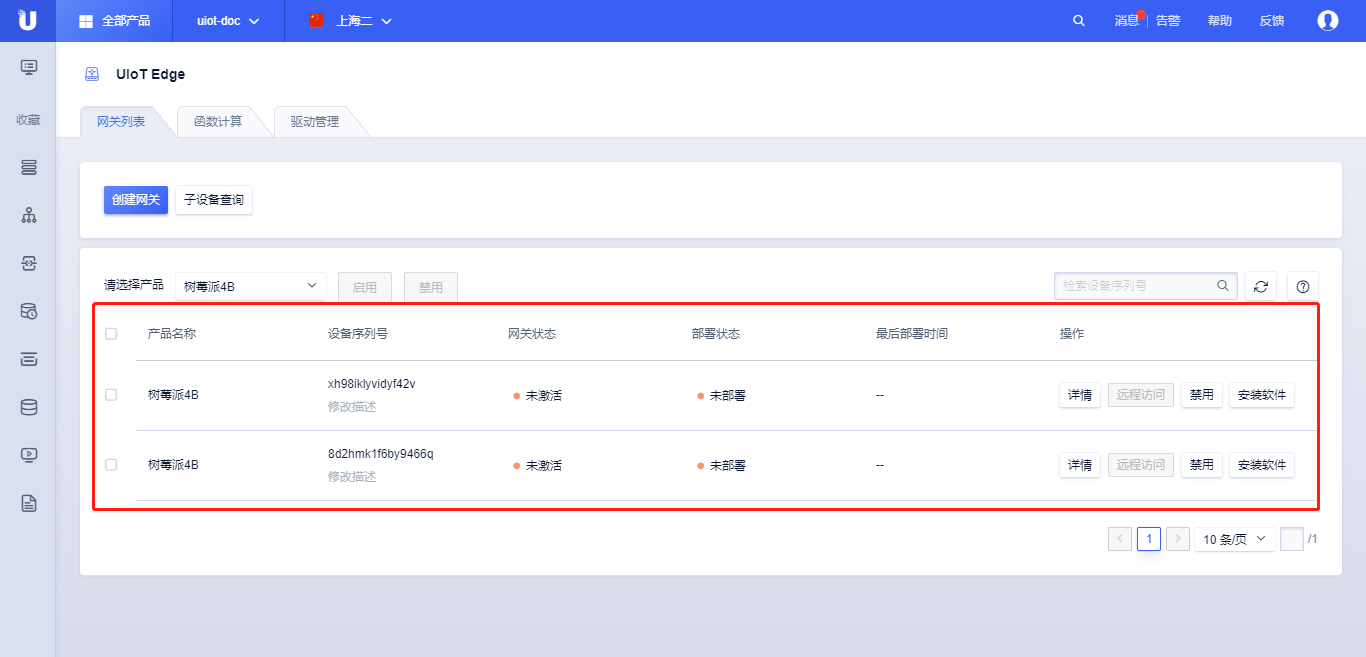 全部产品 uiot-doc 上海二 消息 告警 帮助 反馈
UIoT Edge
收藏
网关列表 函数计算 驱动管理
创建网关 子设备查询
请选择产品 树莓派4B 启用 禁用 检索设备序列号
产品名称 设备序列号 网关状态 部署状态 最后部署时间 操作
树莓派4B xh98iklyvidyf42v 未激活 未部署 -- 详情 远程访问 禁用 安装软件
修改描述
树莓派4B 8d2hmk1f6by9466q 未激活 未部署 -- 详情 远程访问 禁用 安装软件
修改描述
1 10 条/页 /1